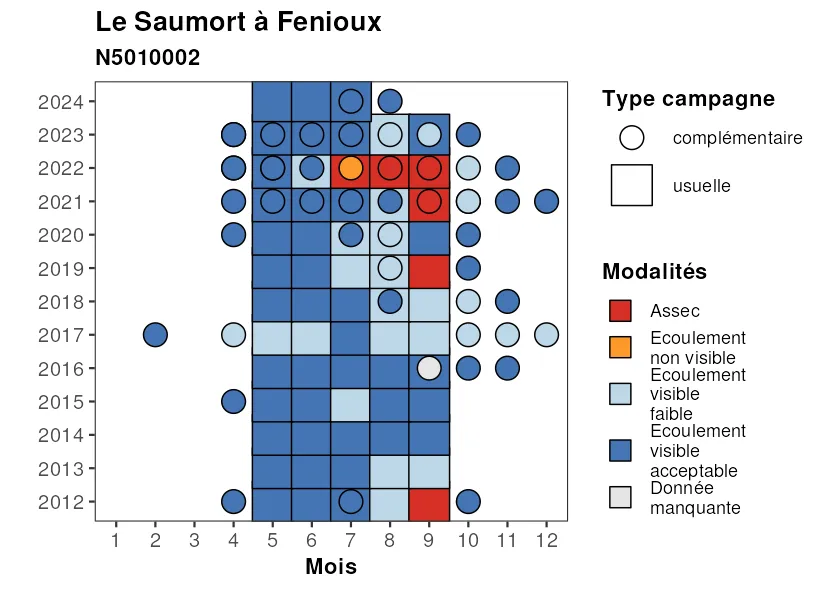 Le Saumort à Fenioux
N5010002
2024
2023
2022
2021
2020
2019
2018
2017
2016
2015
2014
2013
2012
1 2 3 4 5 6 7 8 9 10 11 12
Mois
Type campagne
complémentaire
usuelle
Modalités
Assec
Ecoulement
non visible
Ecoulement
visible
faible
Ecoulement
visible
acceptable
Donnée
manquante